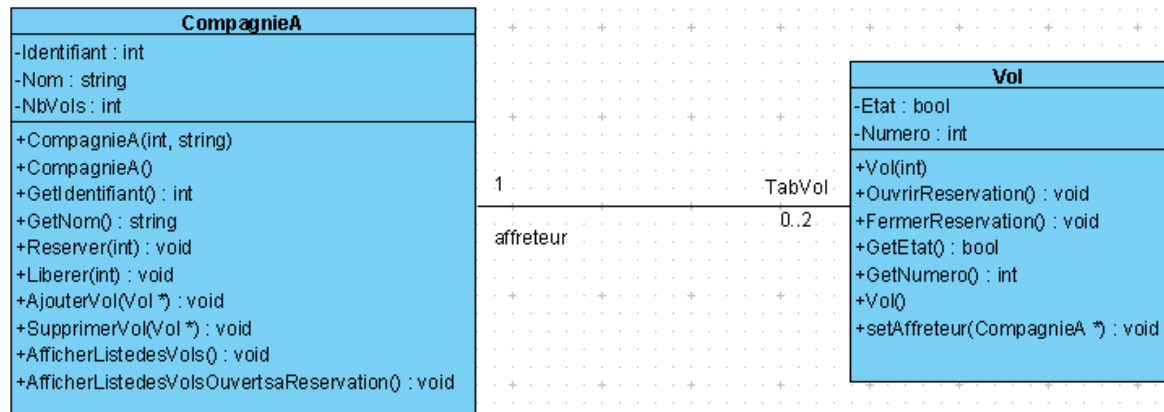 CompagnieA
-Identifiant : int
-Nom : string
-NbVols : int
+CompagnieA(int, string)
+CompagnieA()
+GetIdentifiant() : int
+GetNom() : string
+Reserver(int) : void
+Liberer(int) : void
+AjouterVol(Vol *) : void
+SupprimerVol(Vol *) : void
+AfficherListedesVols() : void
+AfficherListedesVolsOuvertsaReservation() : void
1
affreteur
TabVol
0..2
Vol
-Etat : bool
-Numero : int
+Vol(int)
+OuvrirReservation() : void
+FermerReservation() : void
+GetEtat() : bool
+GetNumero() : int
+Vol()
+setAffreteur(CompagnieA *) : void